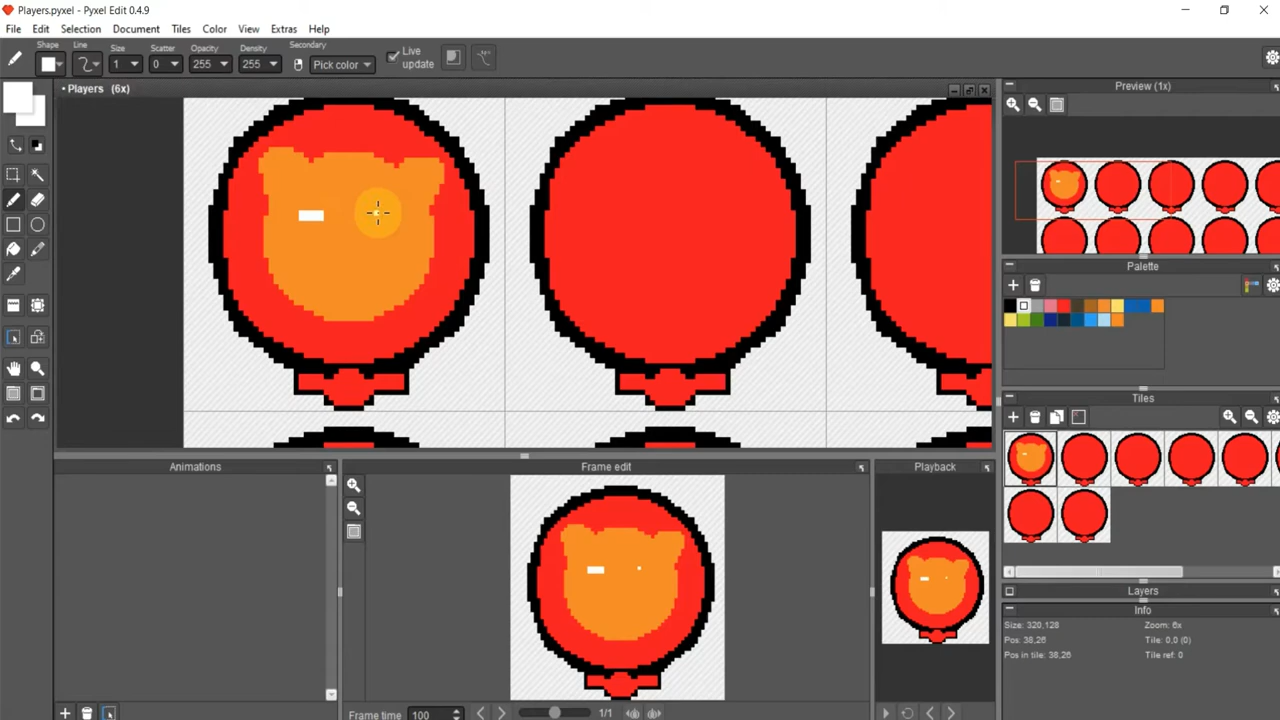 Players.pyxel - Pyxel Edit 0.4.9
File Edit Selection Document Tiles Color View Extras Help
Shape Line Size Scatter Opacity Density Secondary
1 0 255 255 Pick color Live update
• Players (6x)
Preview (1x)
Palette
Tiles
Layers
Info
Size: 320,128 Zoom: 6x
Pos: 38,26 Tile: 0,0 (0)
Pos in tile: 38,26 Tile ref: 0
Animations
Frame edit
Playback
Frame time 100 1/1